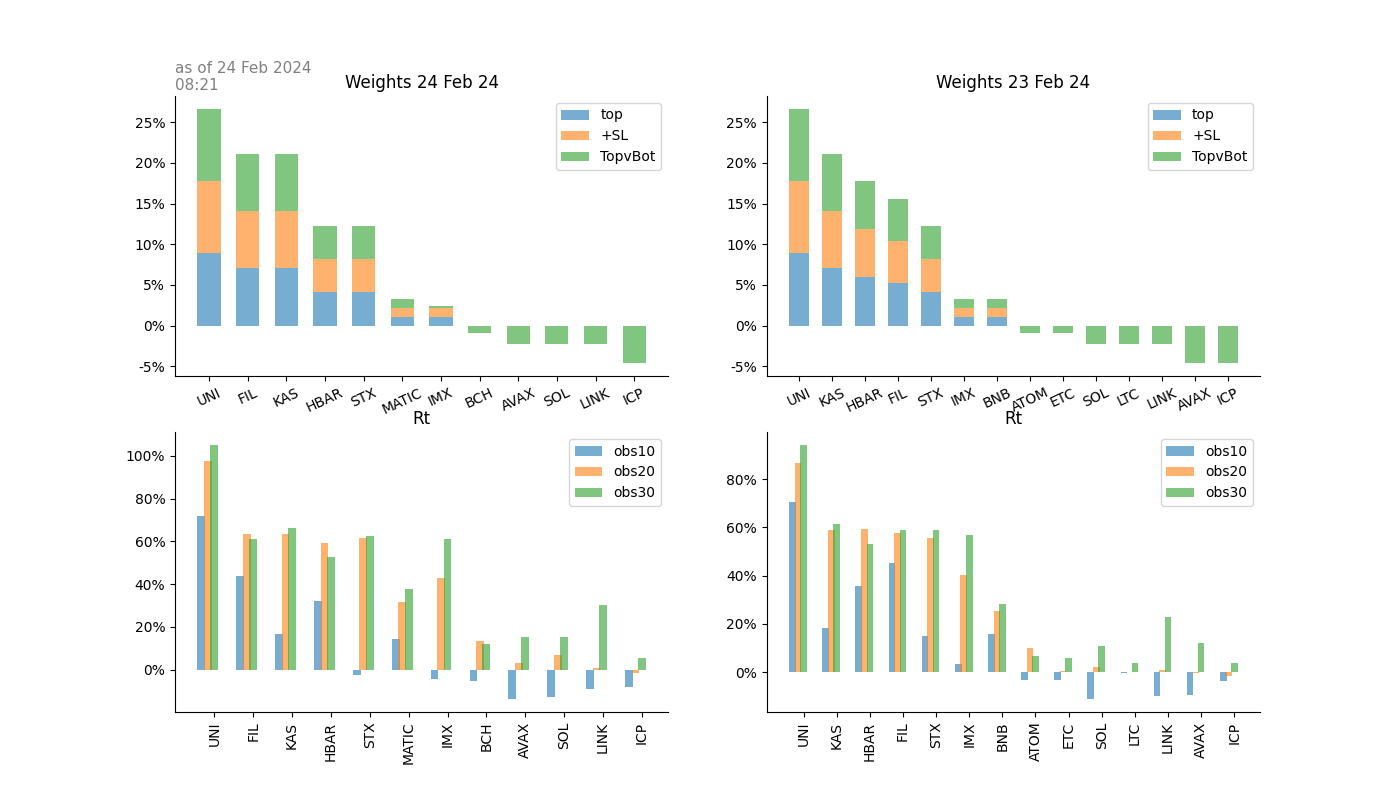 as of 24 Feb 2024
08:21
Weights 24 Feb 24
25%
20%
15%
10%
5%
0%
-5%
top
+SL
TopvBot
UNI FIL KAS HBAR STX MATIC IMX BCH AVAX SOL LINK ICP
Weights 23 Feb 24
25%
20%
15%
10%
5%
0%
-5%
top
+SL
TopvBot
UNI KAS HBAR FIL STX IMX BNB ATOM ETC SOL LTC LINK AVAX ICP
Rt
100%
80%
60%
40%
20%
0%
obs10
obs20
obs30
UNI FIL KAS HBAR STX MATIC IMX BCH AVAX SOL LINK ICP
Rt
80%
60%
40%
20%
0%
obs10
obs20
obs30
UNI KAS HBAR FIL STX IMX BNB ATOM ETC SOL LTC LINK AVAX ICP